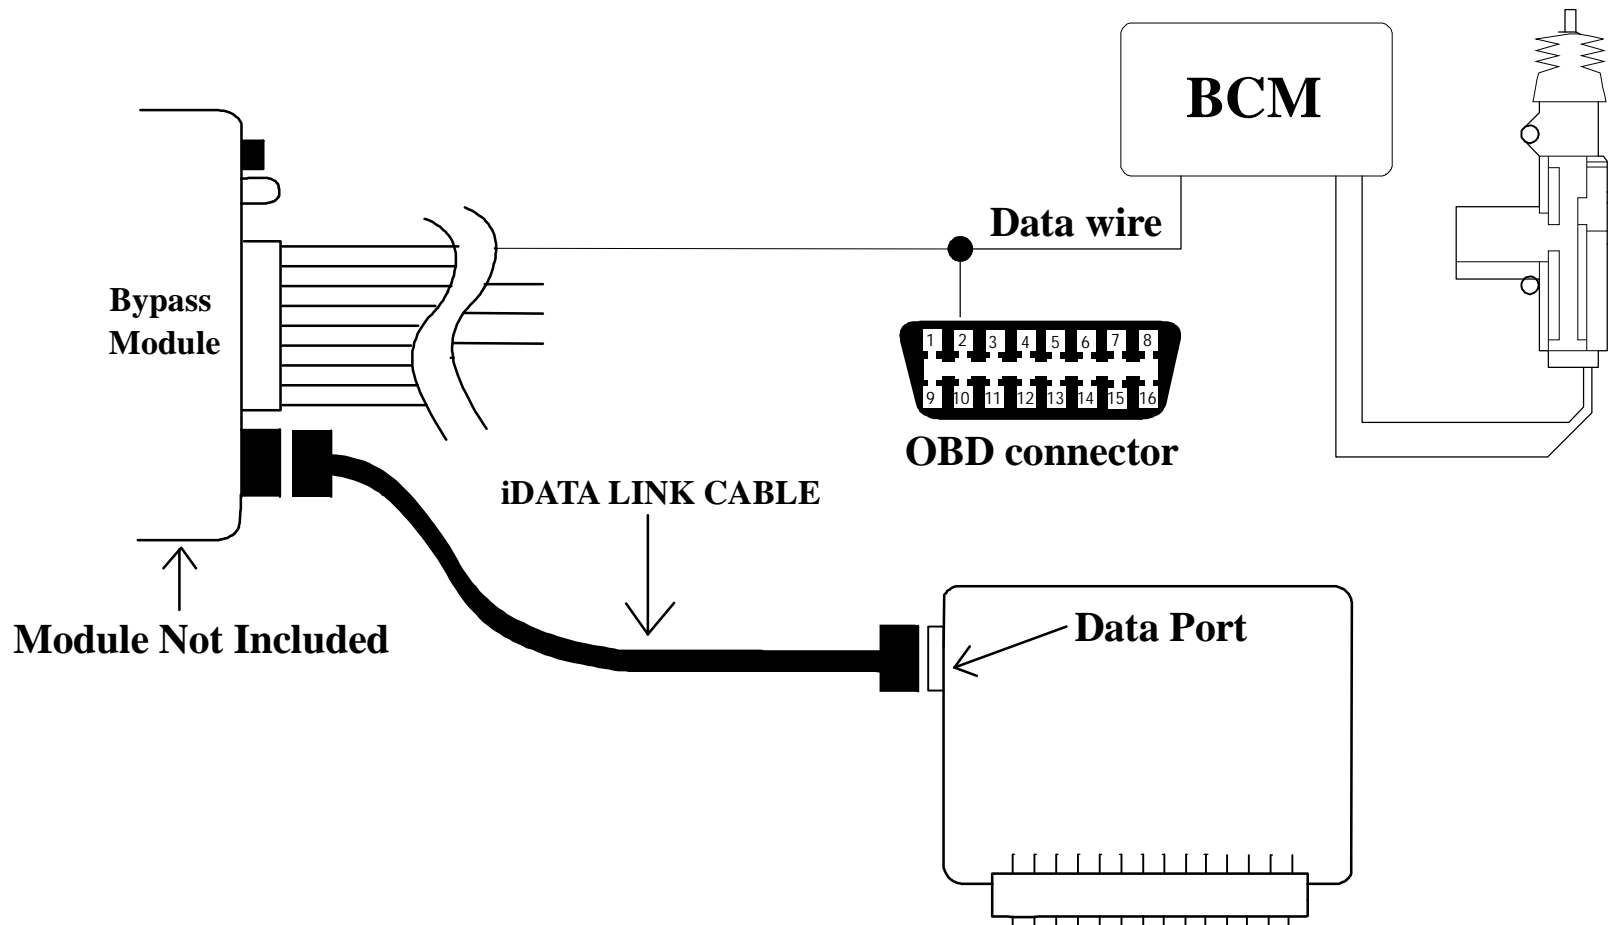 BCM
Data wire
Bypass
Module
1 2 3 4 5 6 7 8
9 10 11 12 13 14 15 16
OBD connector
iDATA LINK CABLE
Module Not Included
Data Port